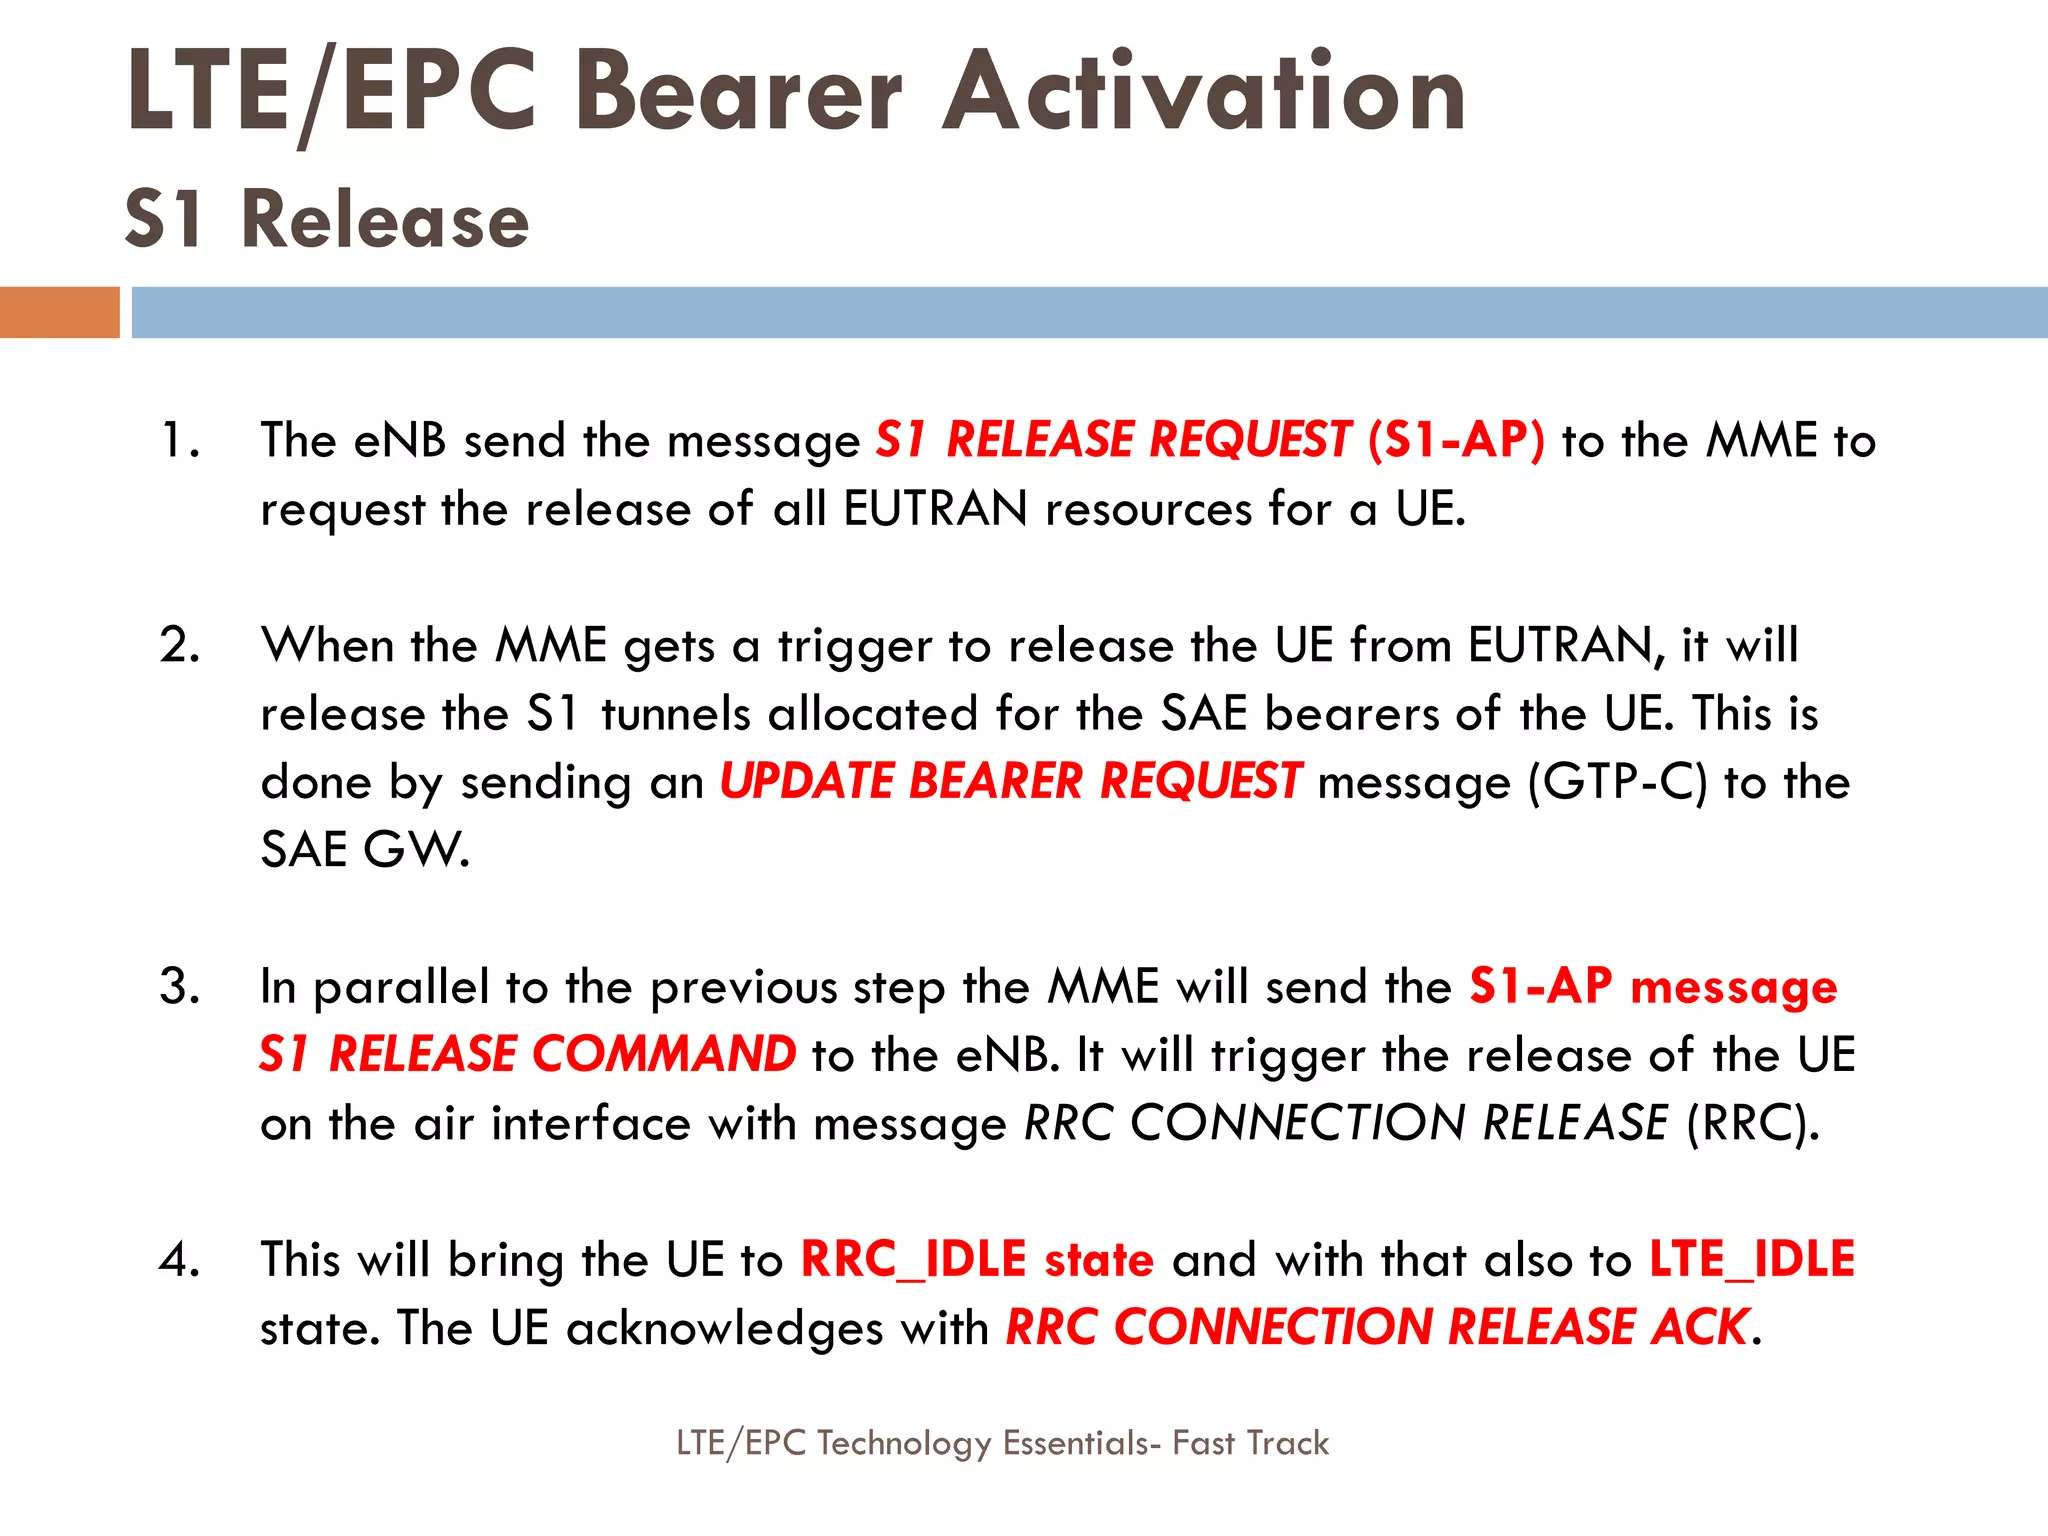 LTE/EPC Bearer Activation
S1 Release
1. The eNB send the message S1 RELEASE REQUEST (S1-AP) to the MME to
request the release of all EUTRAN resources for a UE.
2. When the MME gets a trigger to release the UE from EUTRAN, it will
release the S1 tunnels allocated for the SAE bearers of the UE. This is
done by sending an UPDATE BEARER REQUEST message (GTP-C) to the
SAE GW.
3. In parallel to the previous step the MME will send the S1-AP message
S1 RELEASE COMMAND to the eNB. It will trigger the release of the UE
on the air interface with message RRC CONNECTION RELEASE (RRC).
4. This will bring the UE to RRC_IDLE state and with that also to LTE_IDLE
state. The UE acknowledges with RRC CONNECTION RELEASE ACK.
LTE/EPC Technology Essentials- Fast Track